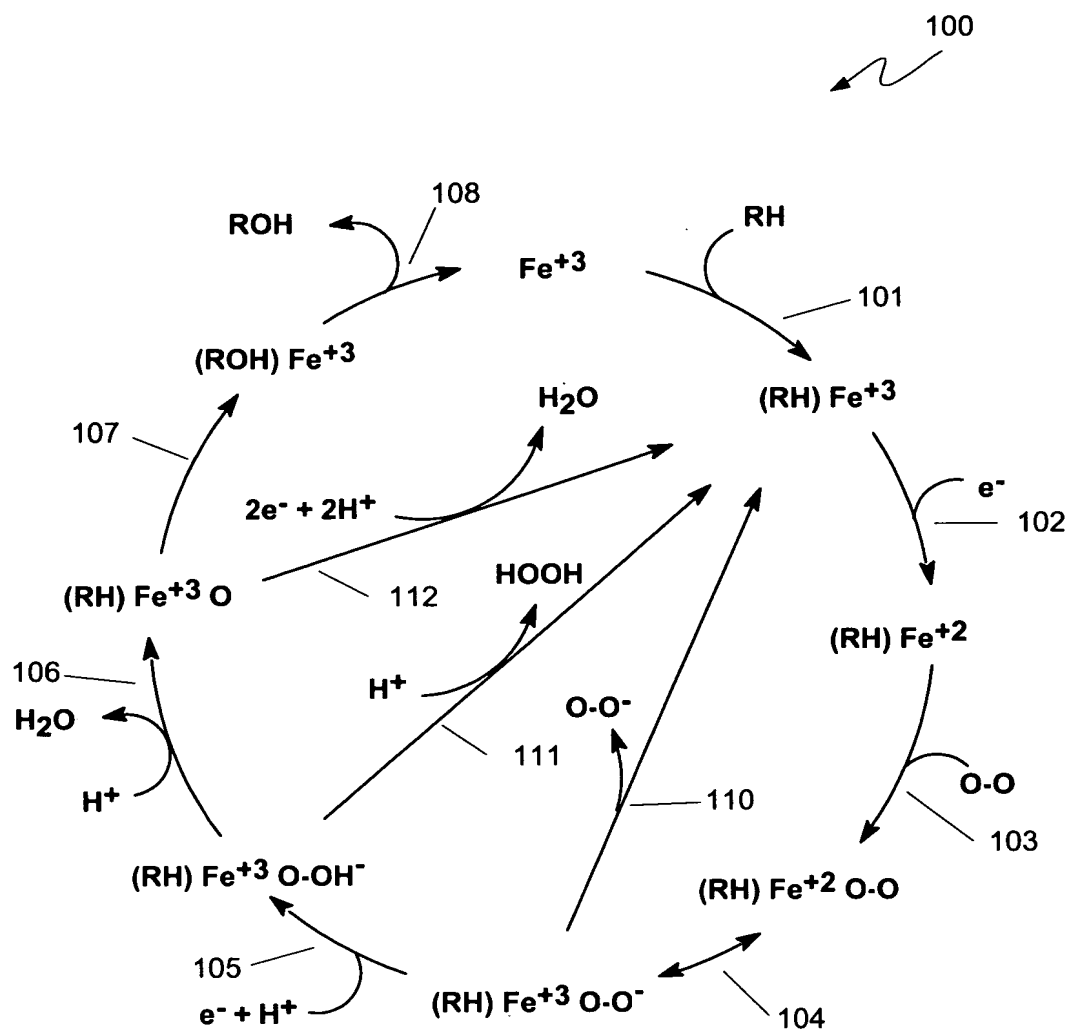 100
108
ROH
RH
Fe+3
101
(ROH) Fe+3
H2O
(RH) Fe+3
107
2e- + 2H+
e-
102
HOOH
112
(RH) Fe+3 O
(RH) Fe+2
106
H+
O-O-
H2O
111
110
O-O
H+
103
(RH) Fe+3 O-OH-
(RH) Fe+2 O-O
105
e- + H+
(RH) Fe+3 O-O-
104